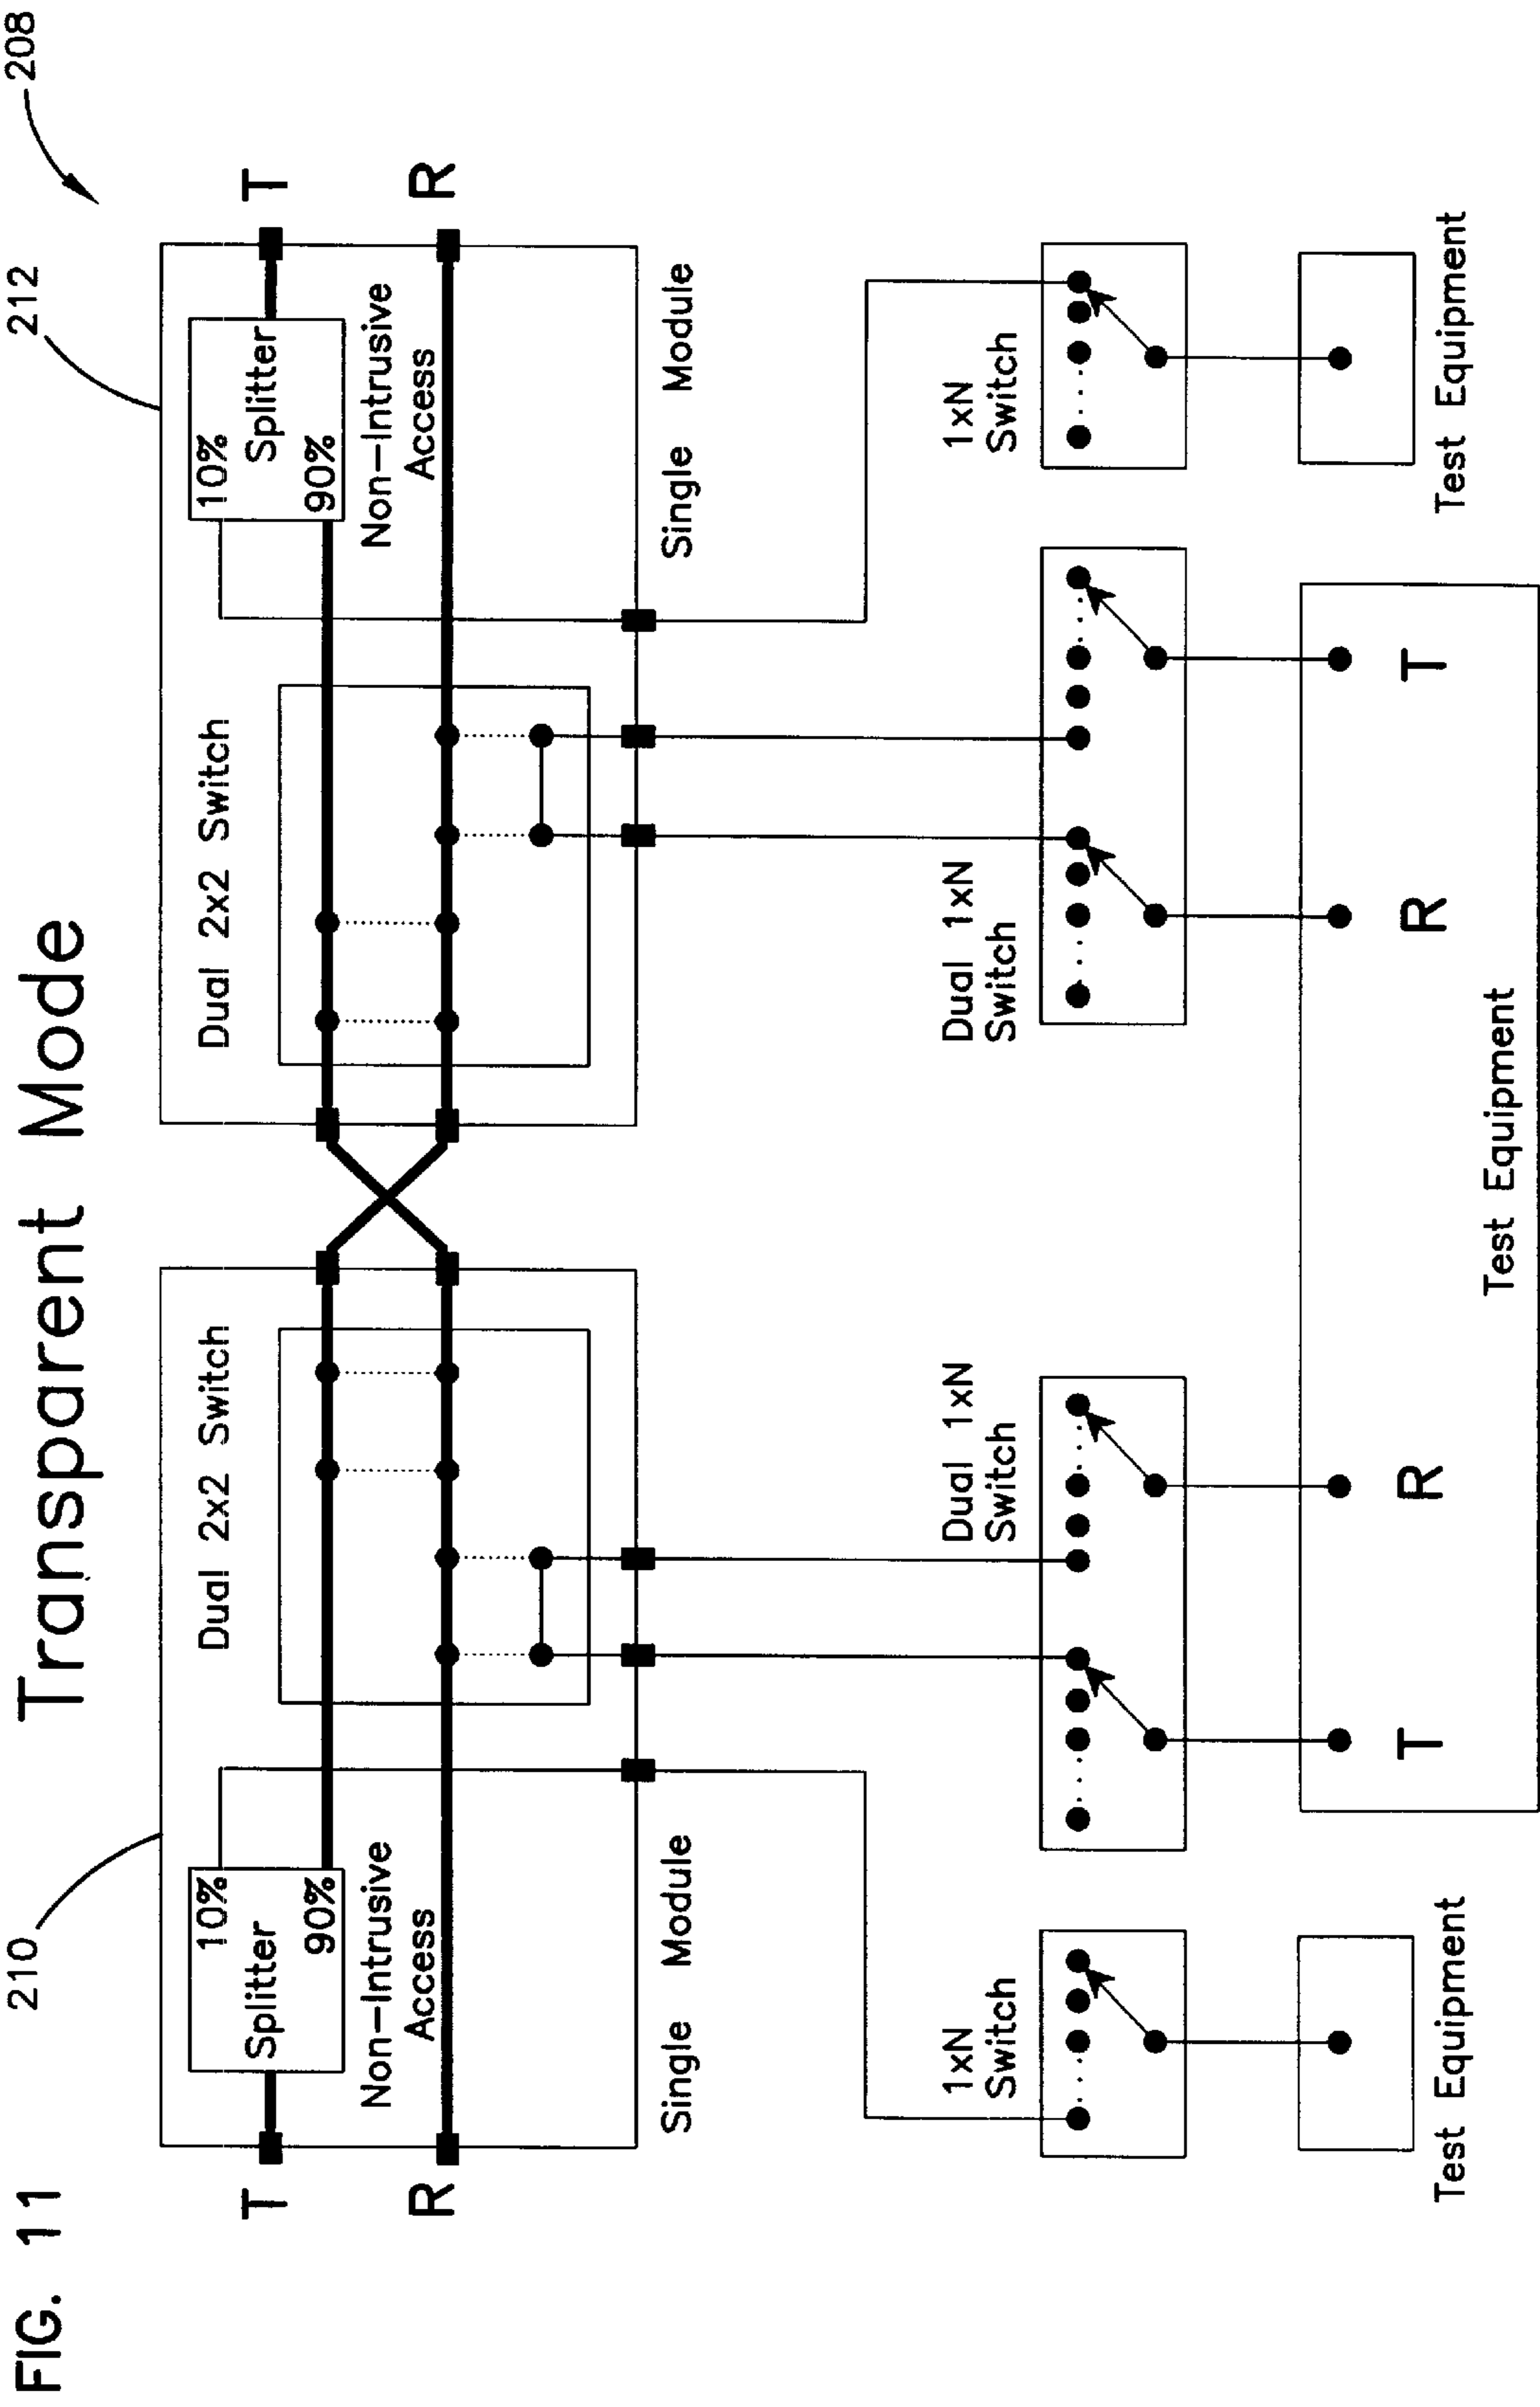 FIG. 11
Transparent Mode
208
210
212
T
10%
Splitter
90%
Dual 2x2 Switch
Dual 2x2 Switch
10%
Splitter
90%
T
R
Non-Intrusive
Access
Non-Intrusive
Access
R
Single Module
Single Module
1xN
Switch
Dual 1xN
Switch
Dual 1xN
Switch
1xN
Switch
T
R
R
T
Test Equipment
Test Equipment
Test Equipment